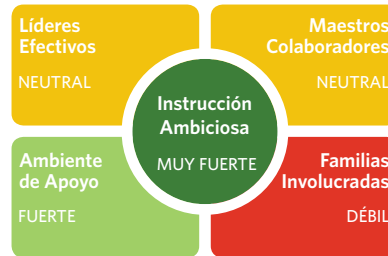 Líderes
Efectivos
NEUTRAL
Maestros
Colaboradores
NEUTRAL
Instrucción
Ambiciosa
MUY FUERTE
Ambiente
de Apoyo
FUERTE
Familias
Involucradas
DÉBIL